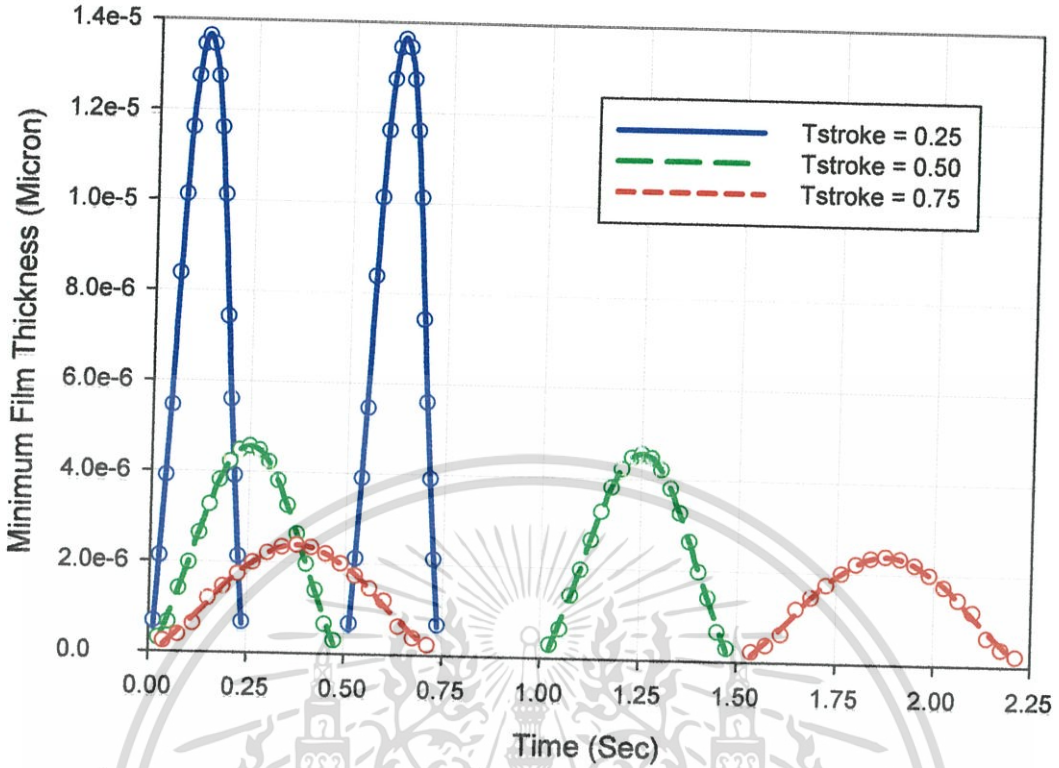 1.4e-5
1.2e-5
1.0e-5
8.0e-6
6.0e-6
4.0e-6
2.0e-6
0.0
Minimum Film Thickness (Micron)
Tstroke = 0.25
Tstroke = 0.50
Tstroke = 0.75
0.00 0.25 0.50 0.75 1.00 1.25 1.50 1.75 2.00 2.25
Time (Sec)